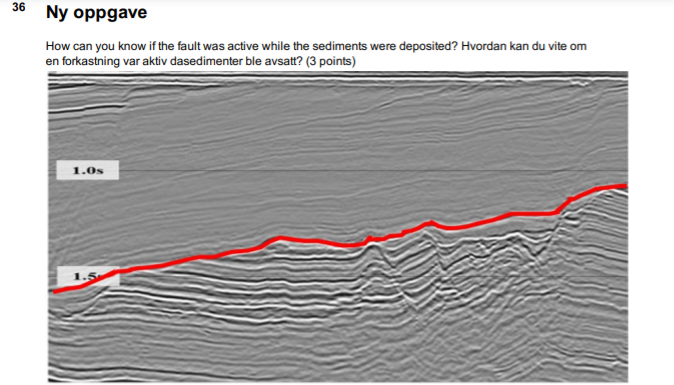 36
Ny oppgave
How can you know if the fault was active while the sediments were deposited? Hvordan kan du vite om
en forkastning var aktiv dasedimenter ble avsatt? (3 points)
1.0s